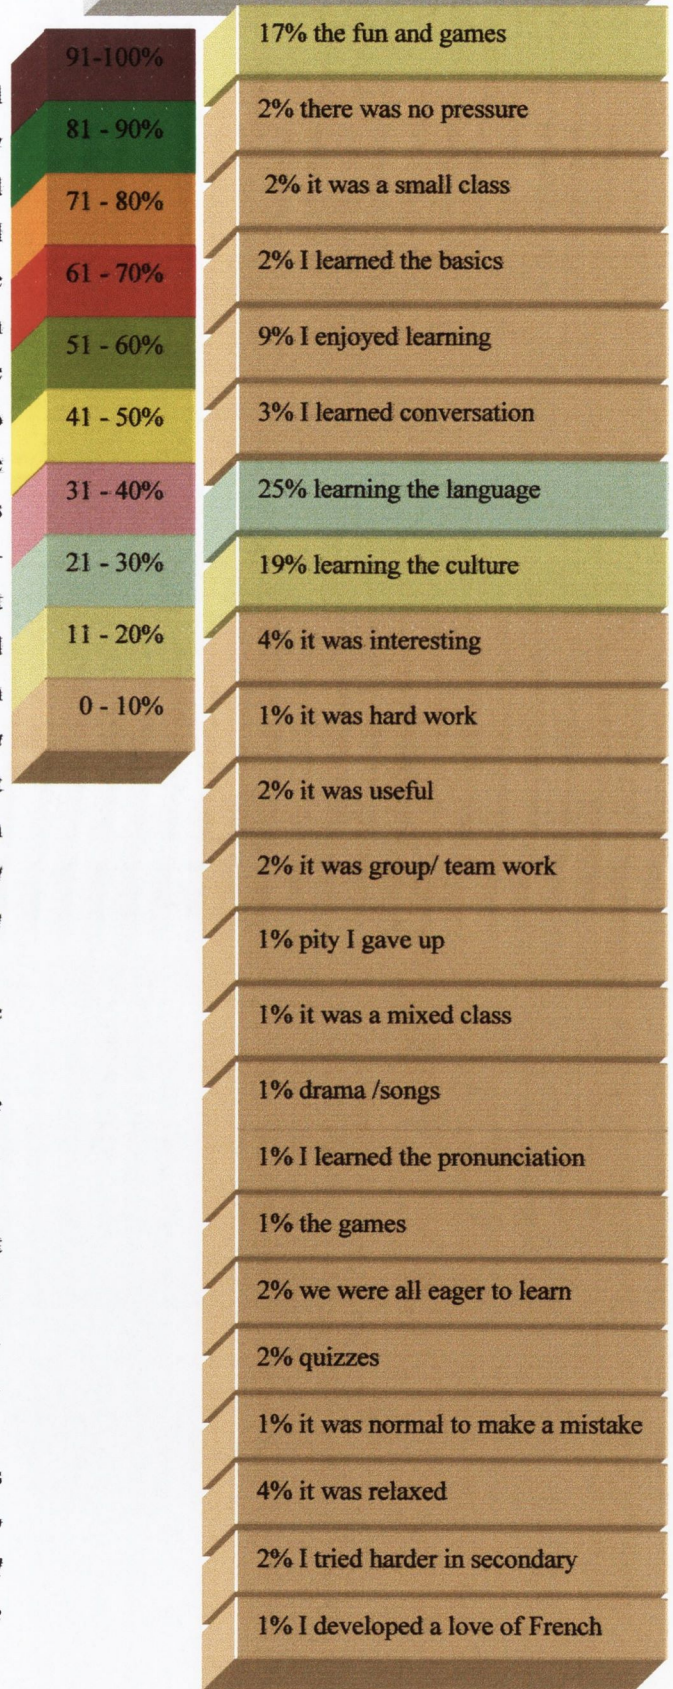 91-100%
81 - 90%
71 - 80%
61 - 70%
51 - 60%
41 - 50%
31 - 40%
21 - 30%
11 - 20%
0 - 10%
17% the fun and games
2% there was no pressure
2% it was a small class
2% I learned the basics
9% I enjoyed learning
3% I learned conversation
25% learning the language
19% learning the culture
4% it was interesting
1% it was hard work
2% it was useful
2% it was group/ team work
1% pity I gave up
1% it was a mixed class
1% drama /songs
1% I learned the pronunciation
1% the games
2% we were all eager to learn
2% quizzes
1% it was normal to make a mistake
4% it was relaxed
2% I tried harder in secondary
1% I developed a love of French